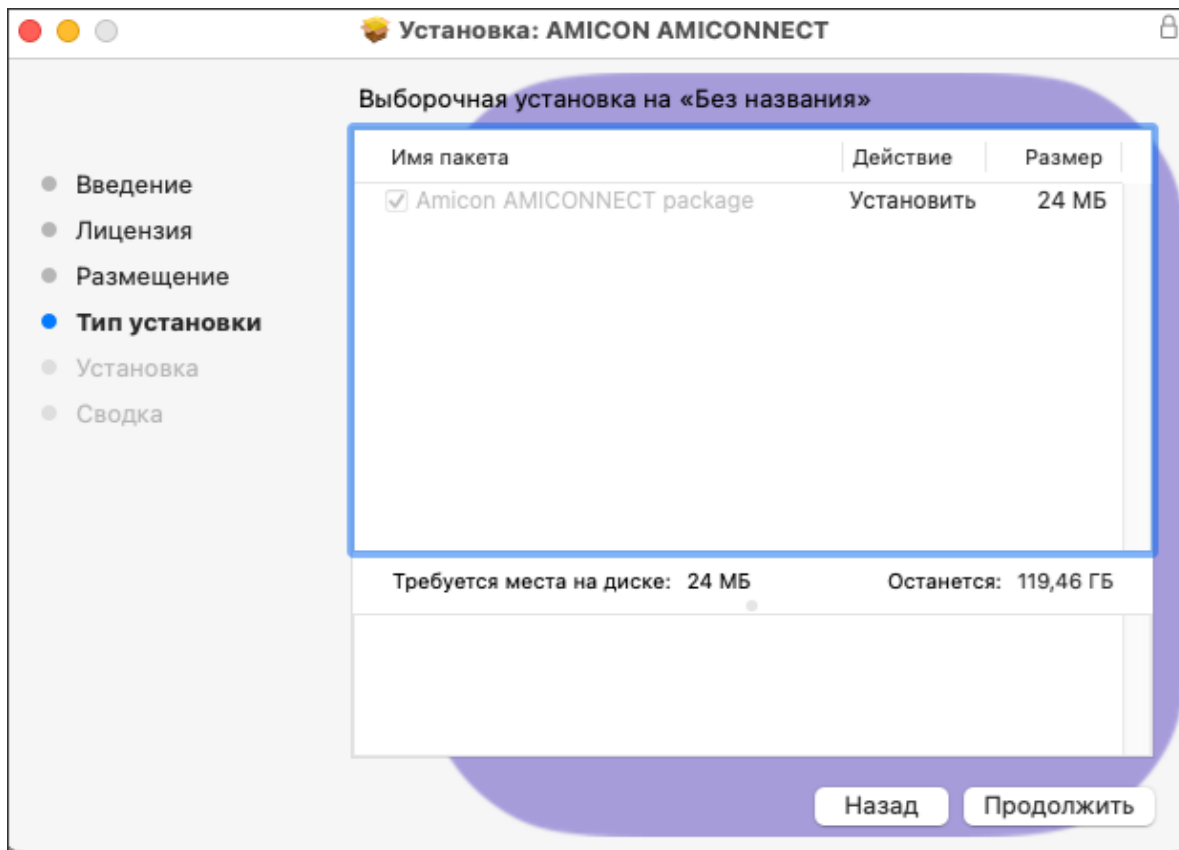 Установка: AMICON AMICONNECT
Введение
Лицензия
Размещение
Тип установки
Установка
Сводка
Выборочная установка на «Без названия»
Имя пакета Действие Размер
Amicon AMICONNECT package Установить 24 МБ
Требуется места на диске: 24 МБ Останется: 119,46 ГБ
Назад Продолжить